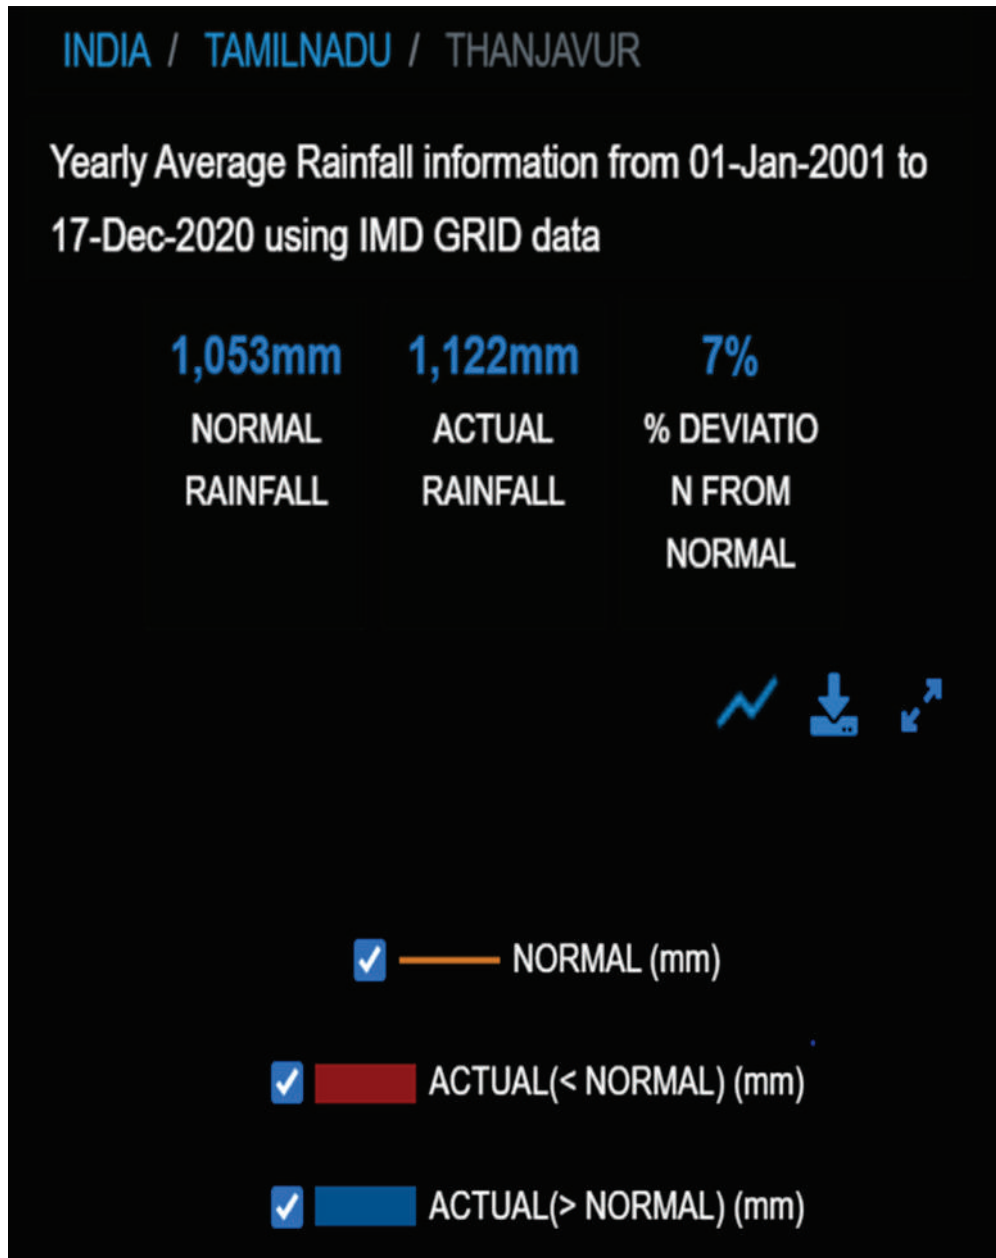 INDIA / TAMILNADU / THANJAVUR
Yearly Average Rainfall information from 01-Jan-2001 to
17-Dec-2020 using IMD GRID data
1,053mm 1,122mm 7%
NORMAL ACTUAL % DEVIATIO
RAINFALL RAINFALL N FROM
NORMAL
NORMAL (mm)
ACTUAL(< NORMAL) (mm)
ACTUAL(> NORMAL) (mm)